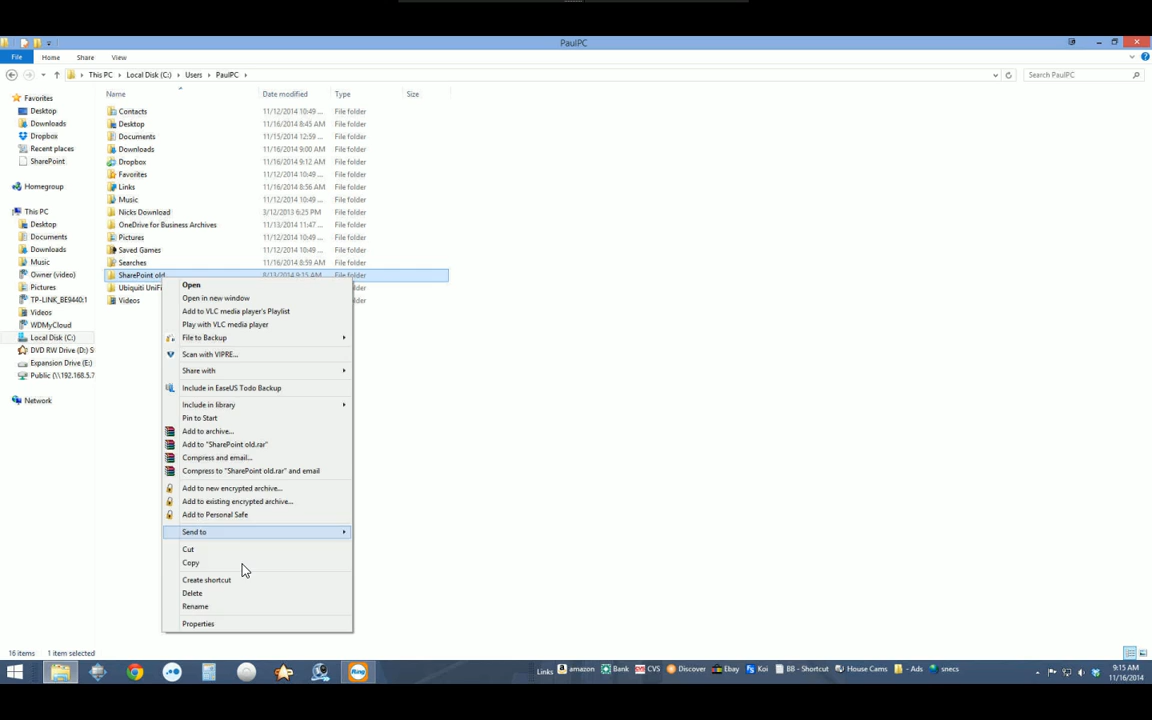 PaulPC
File Home Share View
This PC Local Disk (C:) Users PaulPC
Search PaulPC
Name Date modified Type Size
Favorites
Desktop
Downloads
Dropbox
Recent places
SharePoint
Homegroup
This PC
Desktop
Documents
Downloads
Music
Owner (video)
Pictures
TP-LINK_BE9440:1
Videos
WDMyCloud
Local Disk (C:)
DVD RW Drive (D:) S
Expansion Drive (E:)
Public (\\192.168.5.7
Network
Contacts 11/12/2014 10:49 ... File folder
Desktop 11/16/2014 8:45 AM File folder
Documents 11/15/2014 12:59 ... File folder
Downloads 11/16/2014 9:00 AM File folder
Dropbox 11/16/2014 9:12 AM File folder
Favorites 11/12/2014 10:49 ... File folder
Links 11/16/2014 8:56 AM File folder
Music 11/12/2014 10:49 ... File folder
Nicks Download 3/12/2013 6:25 PM File folder
OneDrive for Business Archives 11/13/2014 11:47 ... File folder
Pictures 11/12/2014 10:49 ... File folder
Saved Games 11/12/2014 10:49 ... File folder
Searches 11/16/2014 8:59 AM File folder
SharePoint old 8/13/2014 9:15 AM File folder
Ubiquiti UniFi File folder
Videos File folder
Open
Open in new window
Add to VLC media player's Playlist
Play with VLC media player
File to Backup
Scan with VIPRE...
Share with
Include in EaseUS Todo Backup
Include in library
Pin to Start
Add to archive...
Add to "SharePoint old.rar"
Compress and email...
Compress to "SharePoint old.rar" and email
Add to new encrypted archive...
Add to existing encrypted archive...
Add to Personal Safe
Send to
Cut
Copy
Create shortcut
Delete
Rename
Properties
16 items 1 item selected
Ring
Links amazon Bank CVS Discover Ebay Koi BB - Shortcut House Cams - Ads snecs
9:15 AM
11/16/2014